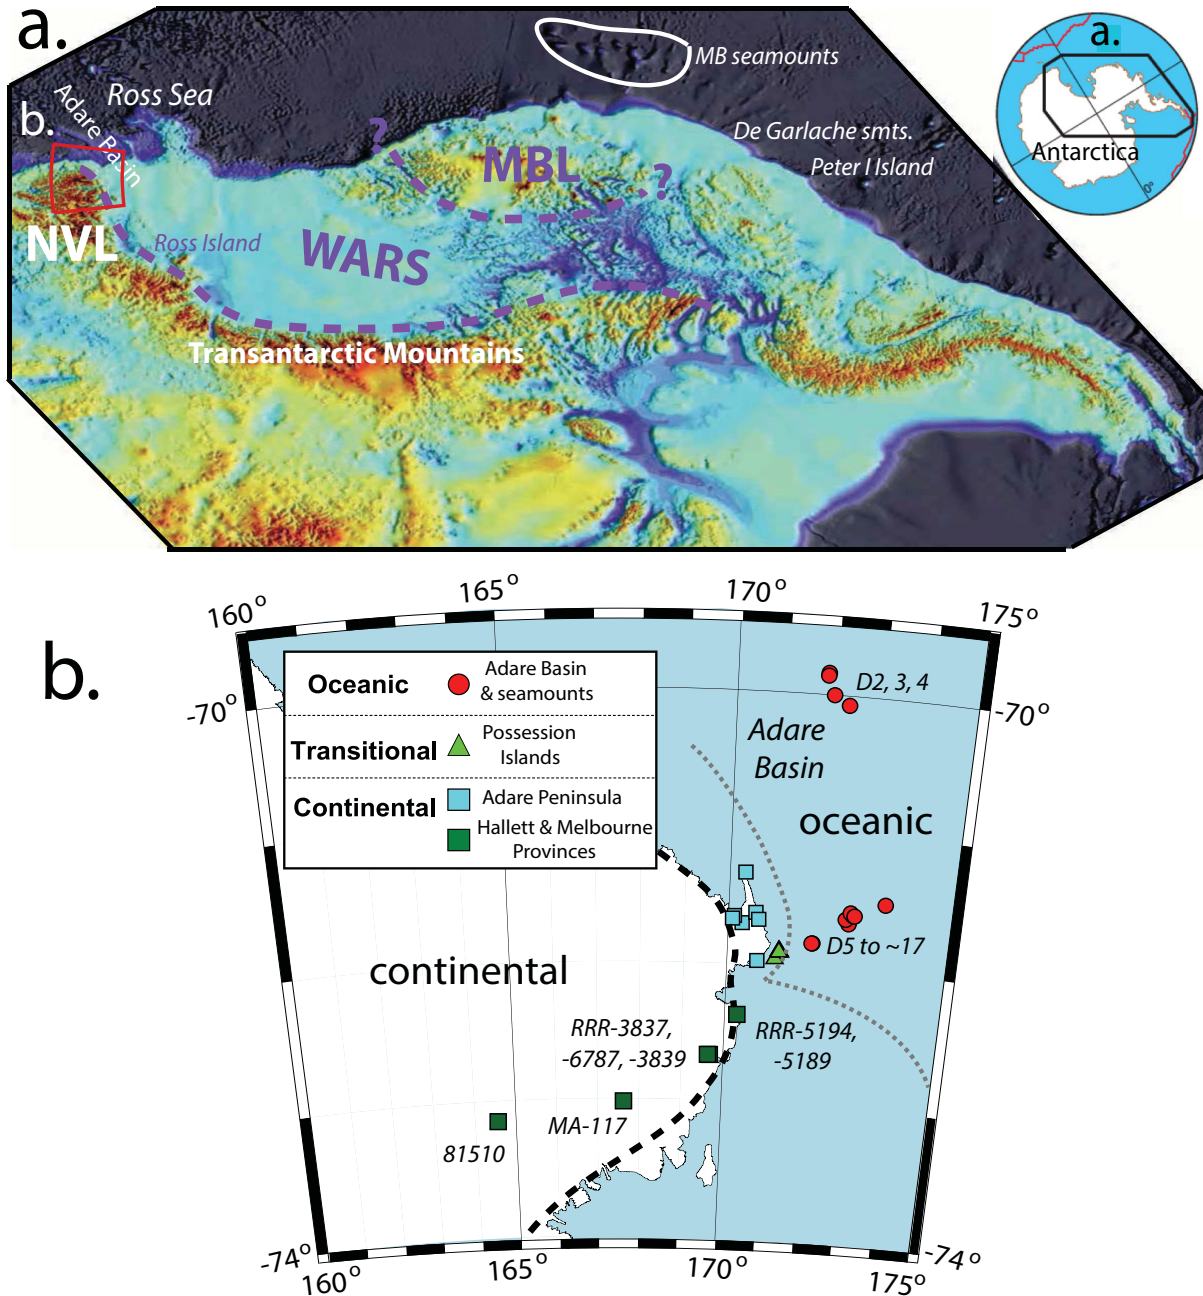 a.
MB seamounts
Ross Sea
Adare Basin
b.
De Garlache smts.
Peter I Island
?
MBL
?
NVL
Ross Island
WARS
Transantarctic Mountains
a.
Antarctica
0°
b.
160°
165°
170°
175°
-70°
-70°
Oceanic
Adare Basin
& seamounts
Transitional
Possession
Islands
Continental
Adare Peninsula
Hallett & Melbourne
Provinces
D2, 3, 4
Adare
Basin
oceanic
D5 to ~17
continental
RRR-3837,
-6787, -3839
RRR-5194,
-5189
MA-117
81510
-74°
-74°
160°
165°
170°
175°